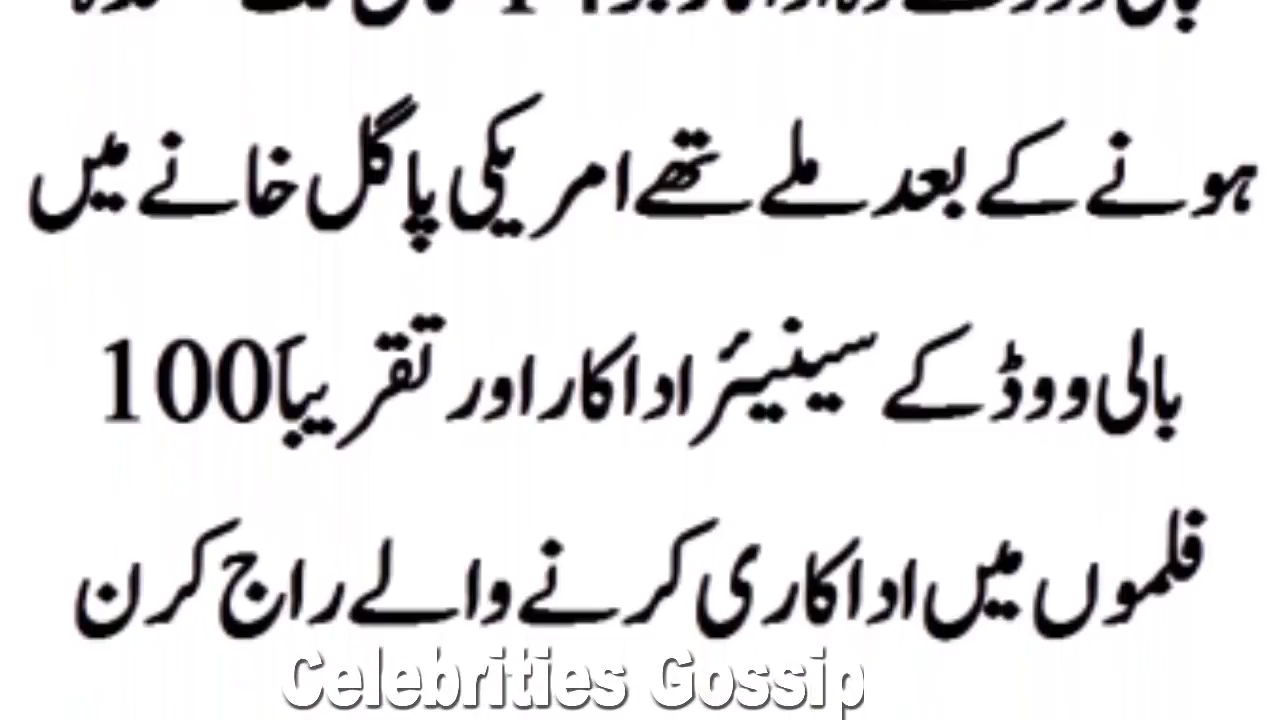 ہونے کے بعد ملے تھے امریکی پاگل خانے میں
بالی ووڈ کے سینیئر اداکار اور تقریباً 100
فلموں میں اداکاری کرنے والے راج کرن
Celebrities Gossip